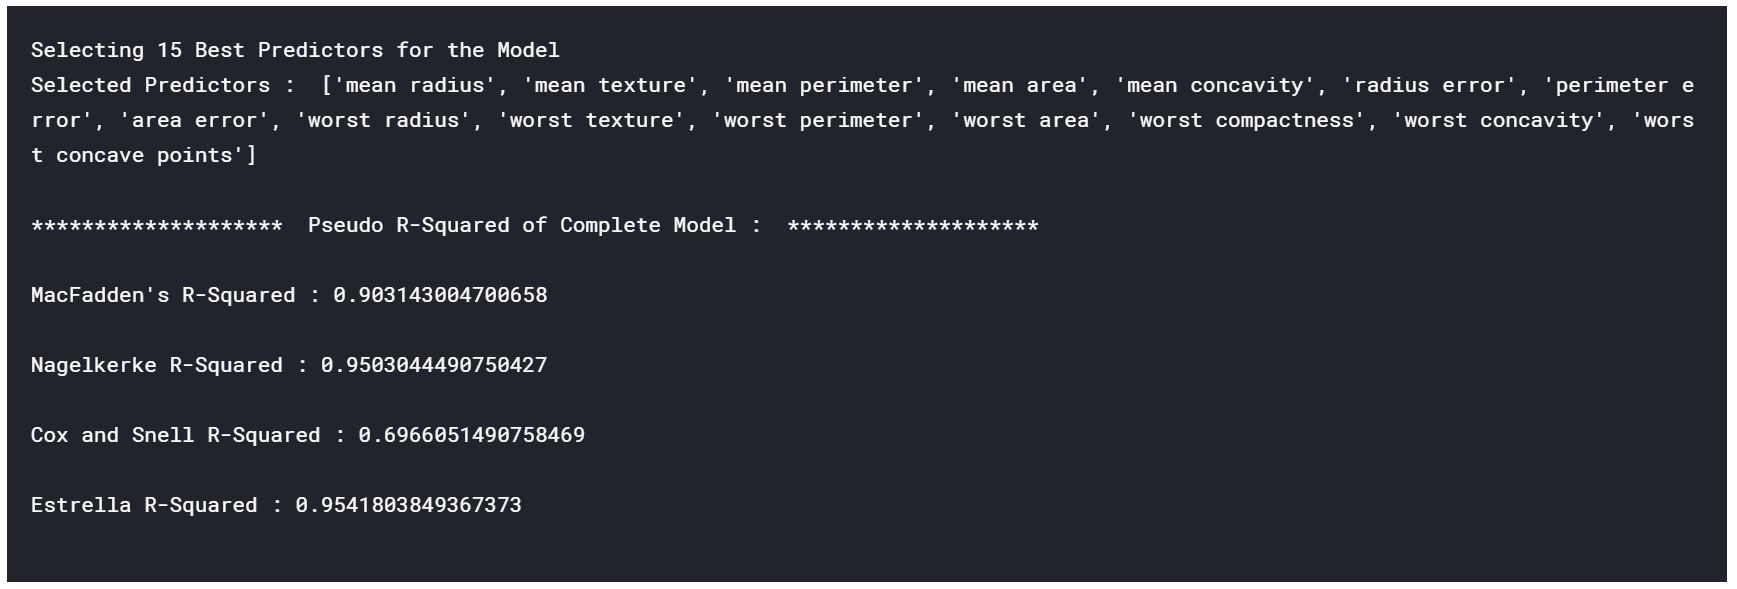 Selecting 15 Best Predictors for the Model
Selected Predictors :  ['mean radius', 'mean texture', 'mean perimeter', 'mean area', 'mean concavity', 'radius error', 'perimeter e
rror', 'area error', 'worst radius', 'worst texture', 'worst perimeter', 'worst area', 'worst compactness', 'worst concavity', 'wors
t concave points']
********************  Pseudo R-Squared of Complete Model :  ********************
MacFadden's R-Squared : 0.903143004700658
Nagelkerke R-Squared : 0.9503044490750427
Cox and Snell R-Squared : 0.6966051490758469
Estrella R-Squared : 0.9541803849367373